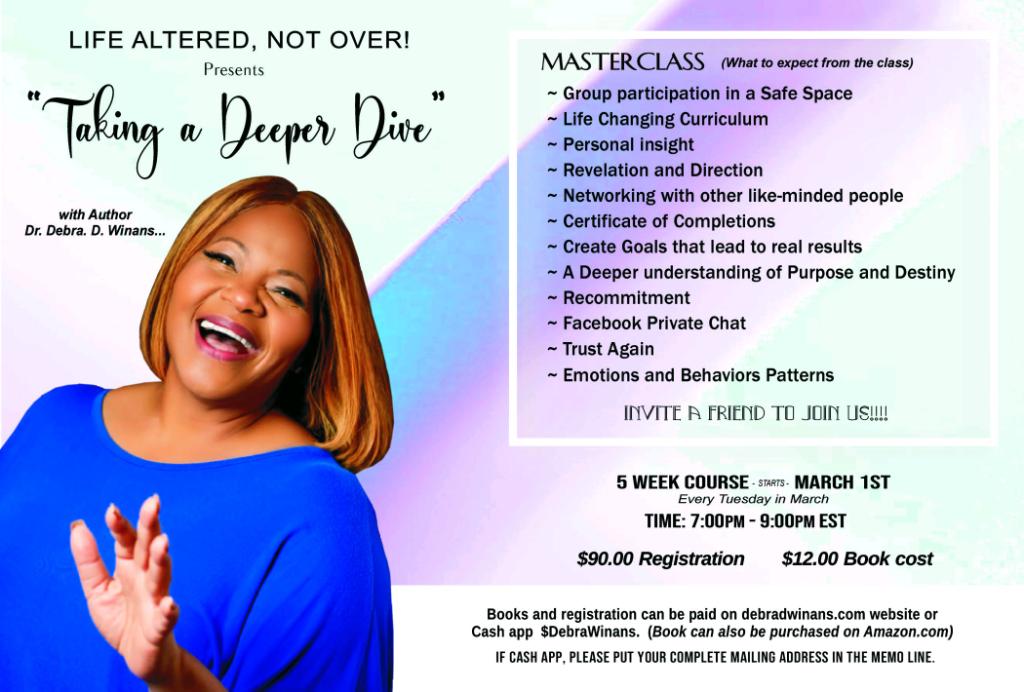 LIFE ALTERED, NOT OVER!
Presents
"Taking a Deeper Dive"
with Author
Dr. Debra. D. Winans...
MASTERCLASS (What to expect from the class)
~ Group participation in a Safe Space
~ Life Changing Curriculum
~ Personal insight
~ Revelation and Direction
~ Networking with other like-minded people
~ Certificate of Completions
~ Create Goals that lead to real results
~ A Deeper understanding of Purpose and Destiny
~ Recommitment
~ Facebook Private Chat
~ Trust Again
~ Emotions and Behaviors Patterns
INVITE A FRIEND TO JOIN US!!!!
5 WEEK COURSE - STARTS - MARCH 1ST
Every Tuesday in March
TIME: 7:00PM - 9:00PM EST
$90.00 Registration $12.00 Book cost
Books and registration can be paid on debradwinans.com website or
Cash app $DebraWinans. (Book can also be purchased on Amazon.com)
IF CASH APP, PLEASE PUT YOUR COMPLETE MAILING ADDRESS IN THE MEMO LINE.